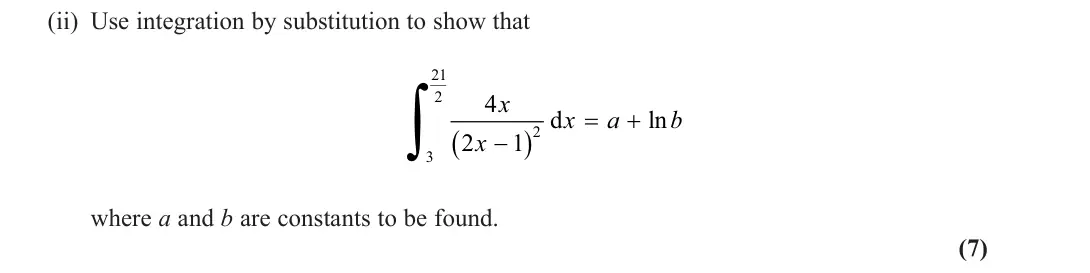 (ii) Use integration by substitution to show that
∫_3^{21/2} 4x/(2x − 1)^2 dx = a + ln b
where a and b are constants to be found.
(7)